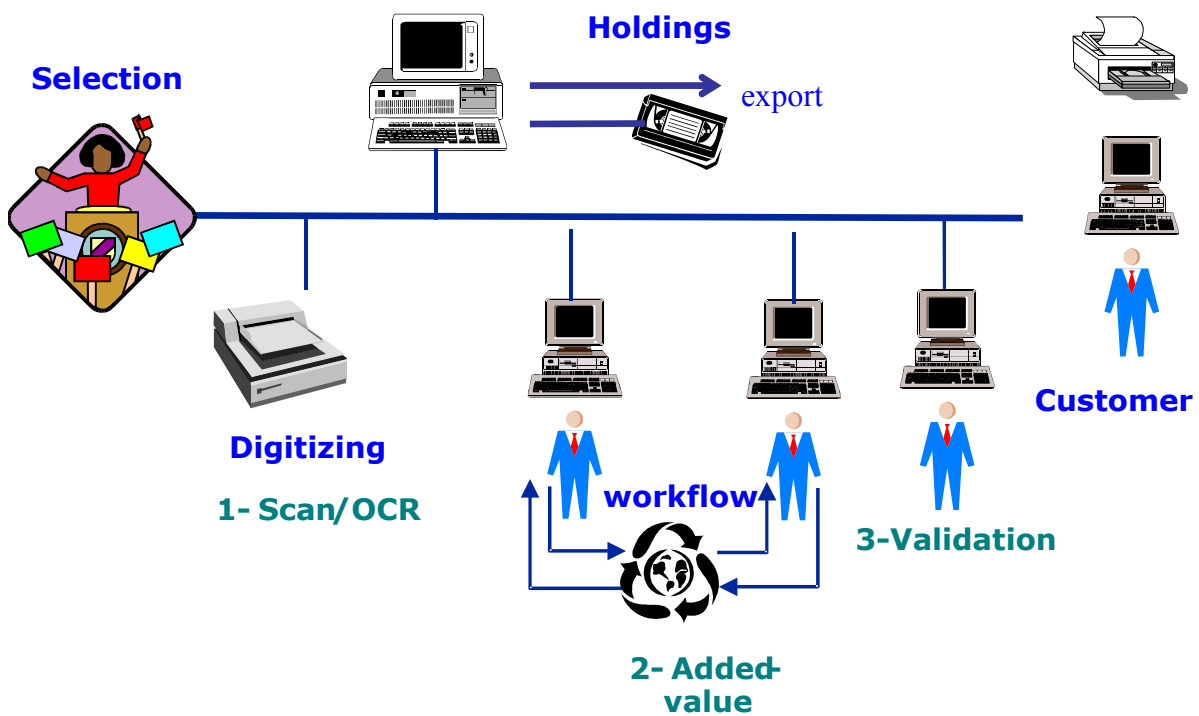 Holdings
Selection
export
Customer
Digitizing
1- Scan/OCR
workflow
3-Validation
2- Added-
value